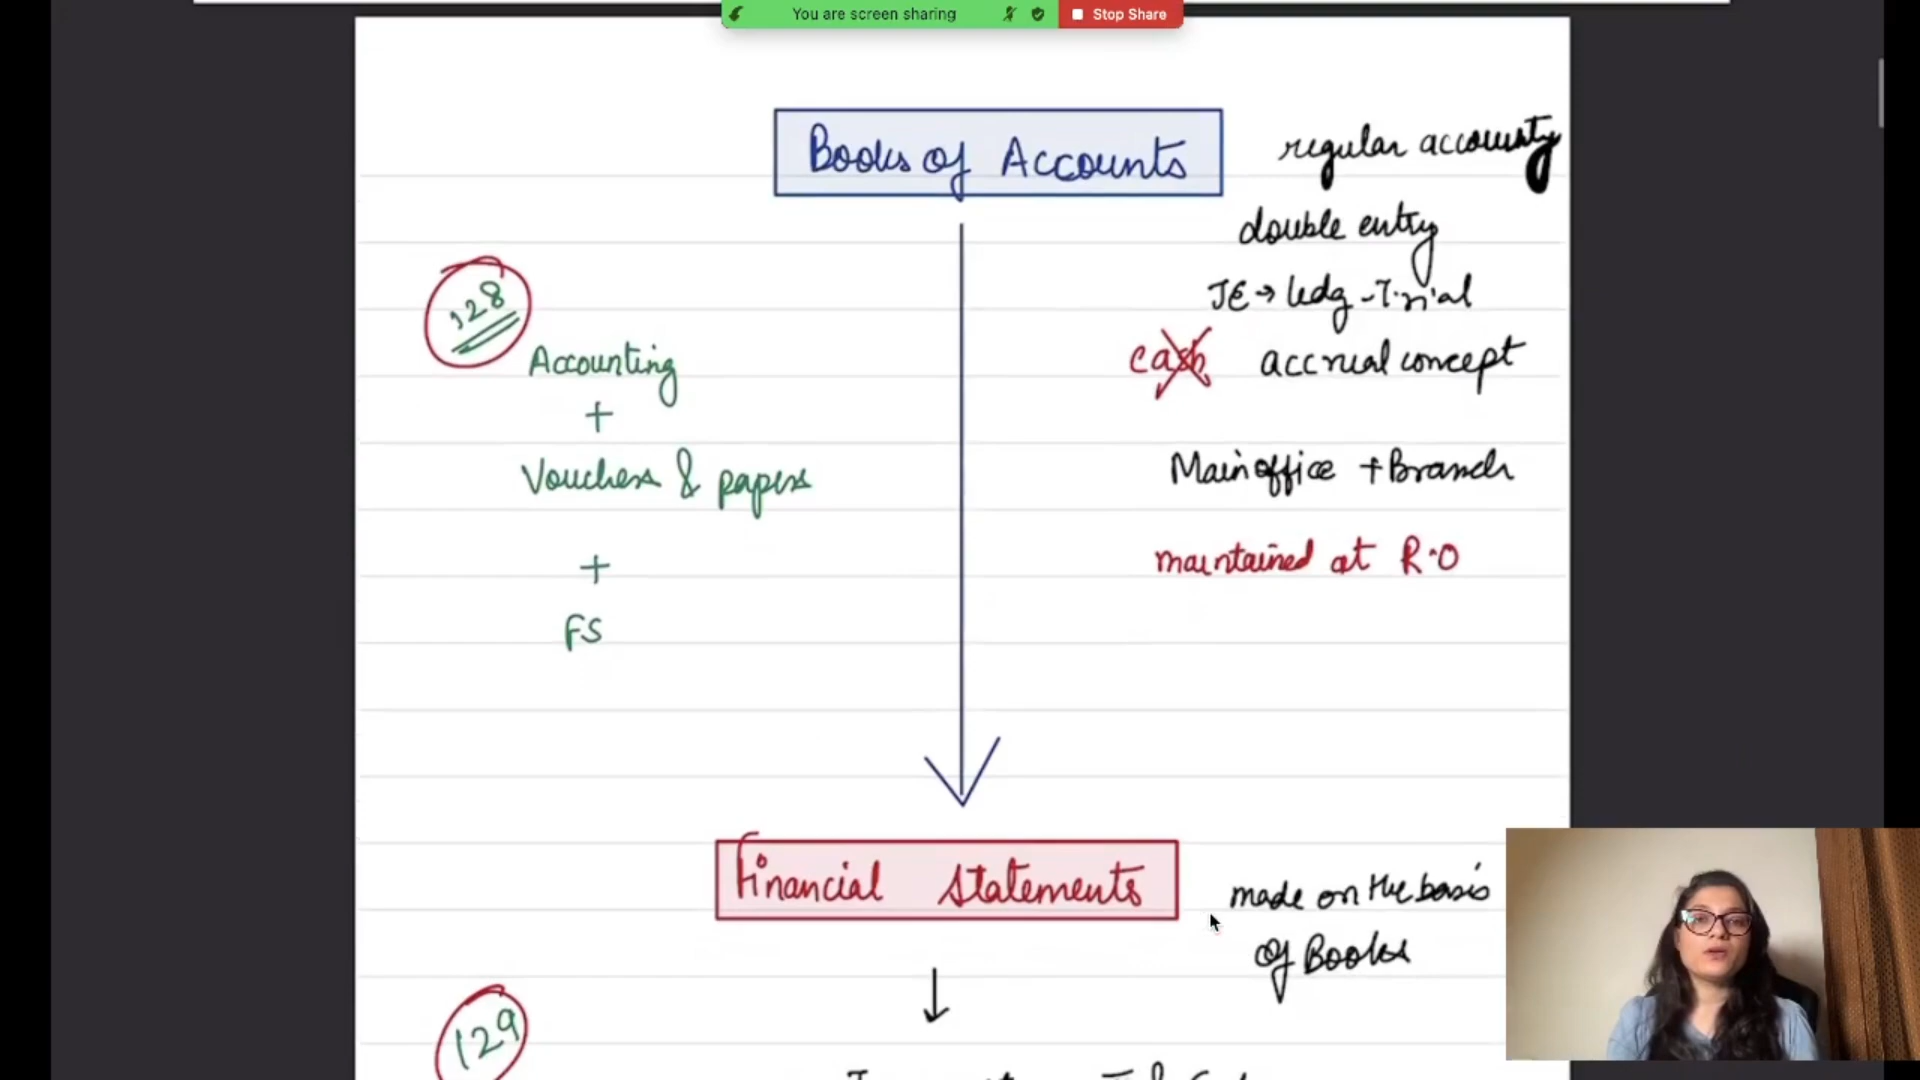 You are screen sharing Stop Share
Books of Accounts
regular accounty
double entry
128
JE → ledg - Trial
Accounting
cash accrual concept
+
Main office + Branch
Vouchers & papers
maintained at R.O
+
FS
Financial Statements
made on the basis
of Books
129